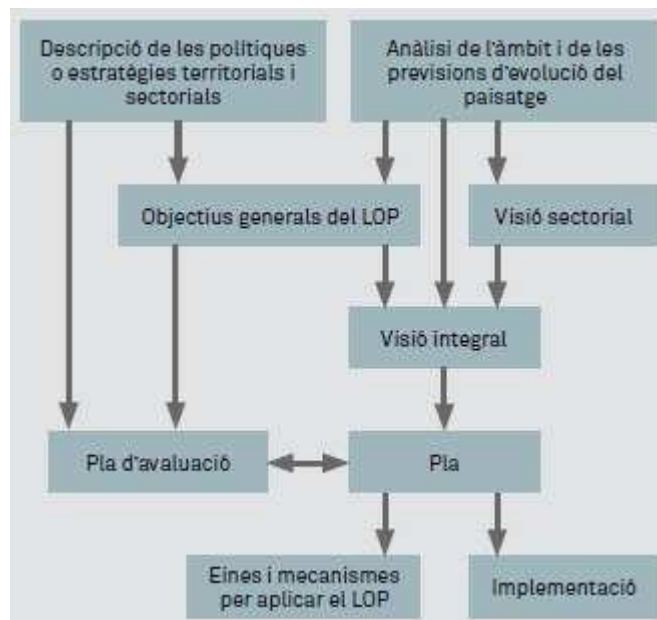 Descripció de les polítiques
o estratègies territorials i
sectorials
Anàlisi de l'àmbit i de les
previsions d'evolució del
paisatge
Objectius generals del LOP
Visió sectorial
Visió integral
Pla d'avaluació
Pla
Eines i mecanismes
per aplicar el LOP
Implementació